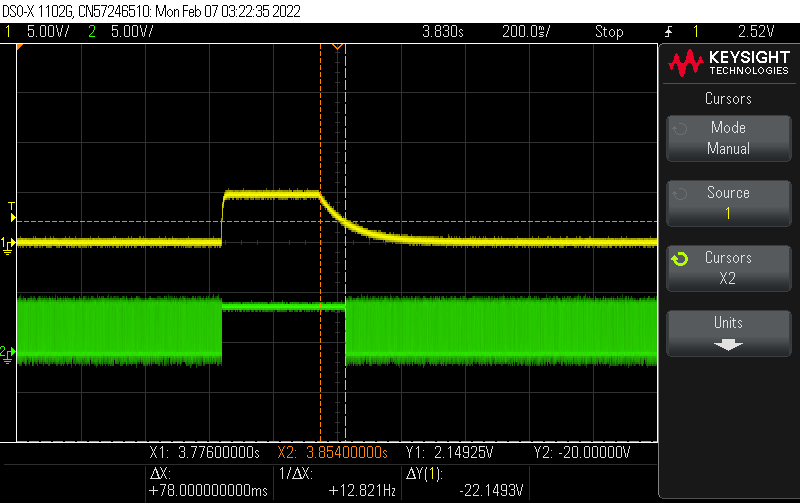 DSO-X 1102G, CN57246510: Mon Feb 07 03:22:35 2022
1 5.00V/ 2 5.00V/ 3.830s 200.0ms/ Stop 1 2.52V
KEYSIGHT
TECHNOLOGIES
Cursors
Mode
Manual
Source
1
Cursors
X2
Units
T
1
2
X1: 3.77600000s X2: 3.85400000s Y1: 2.14925V Y2: -20.0000V
ΔX: 1/ΔX: ΔY(1):
+78.000000000ms +12.821Hz -22.1493V